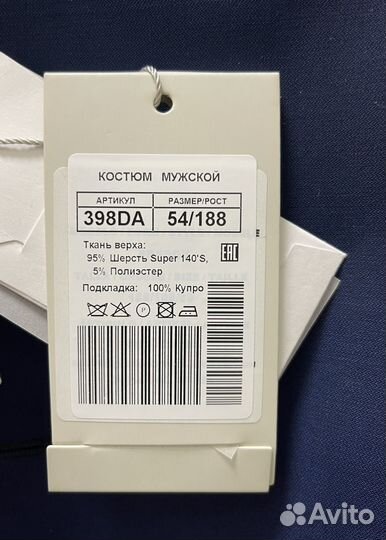 КОСТЮМ МУЖСКОЙ
АРТИКУЛ РАЗМЕР/РОСТ
398DA 54/188
Ткань верха:
95% Шерсть Super 140'S,
5% Полиэстер
EAC
Подкладка: 100% Купро
P
Avito